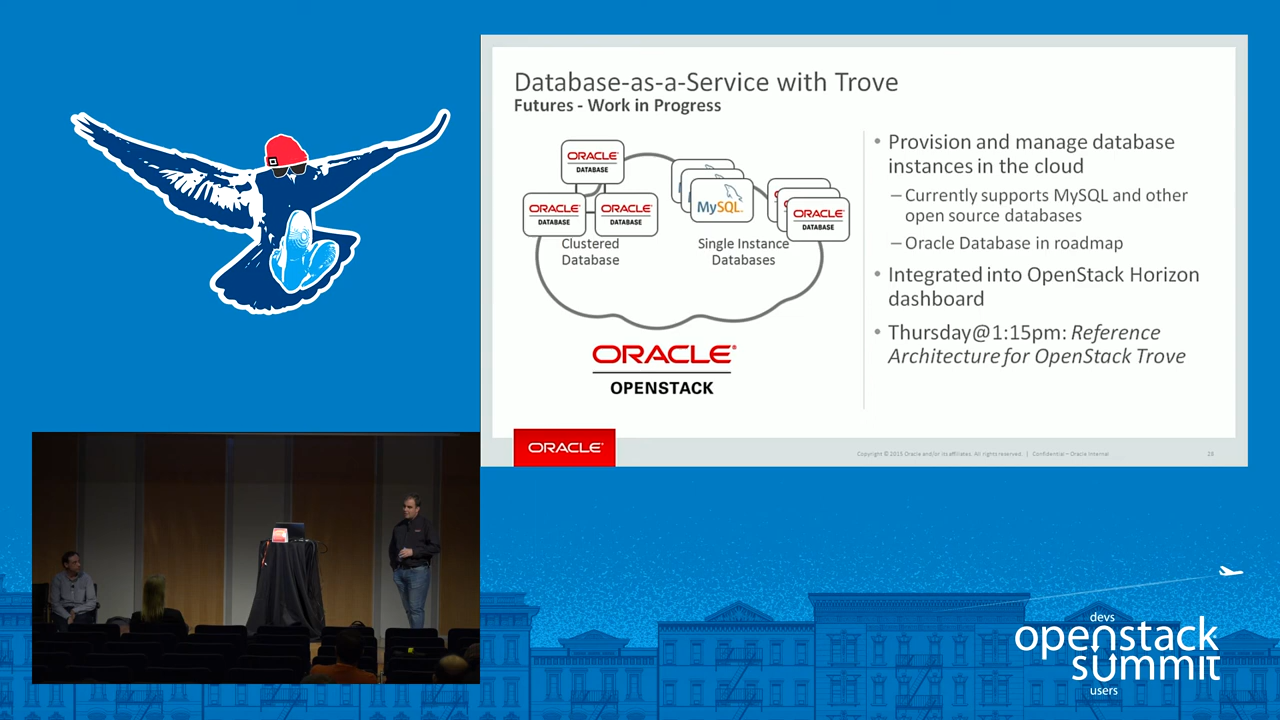 Database-as-a-Service with Trove
Futures - Work in Progress
ORACLE
DATABASE
ORACLE
DATABASE
ORACLE
DATABASE
Clustered
Database
MySQL
ORACLE
DATABASE
Single Instance
Databases
ORACLE
OPENSTACK
• Provision and manage database
instances in the cloud
– Currently supports MySQL and other
open source databases
– Oracle Database in roadmap
• Integrated into OpenStack Horizon
dashboard
• Thursday@1:15pm: Reference
Architecture for OpenStack Trove
ORACLE
Copyright © 2015 Oracle and/or its affiliates. All rights reserved. | Confidential – Oracle Internal
devs
openstack
summit
users